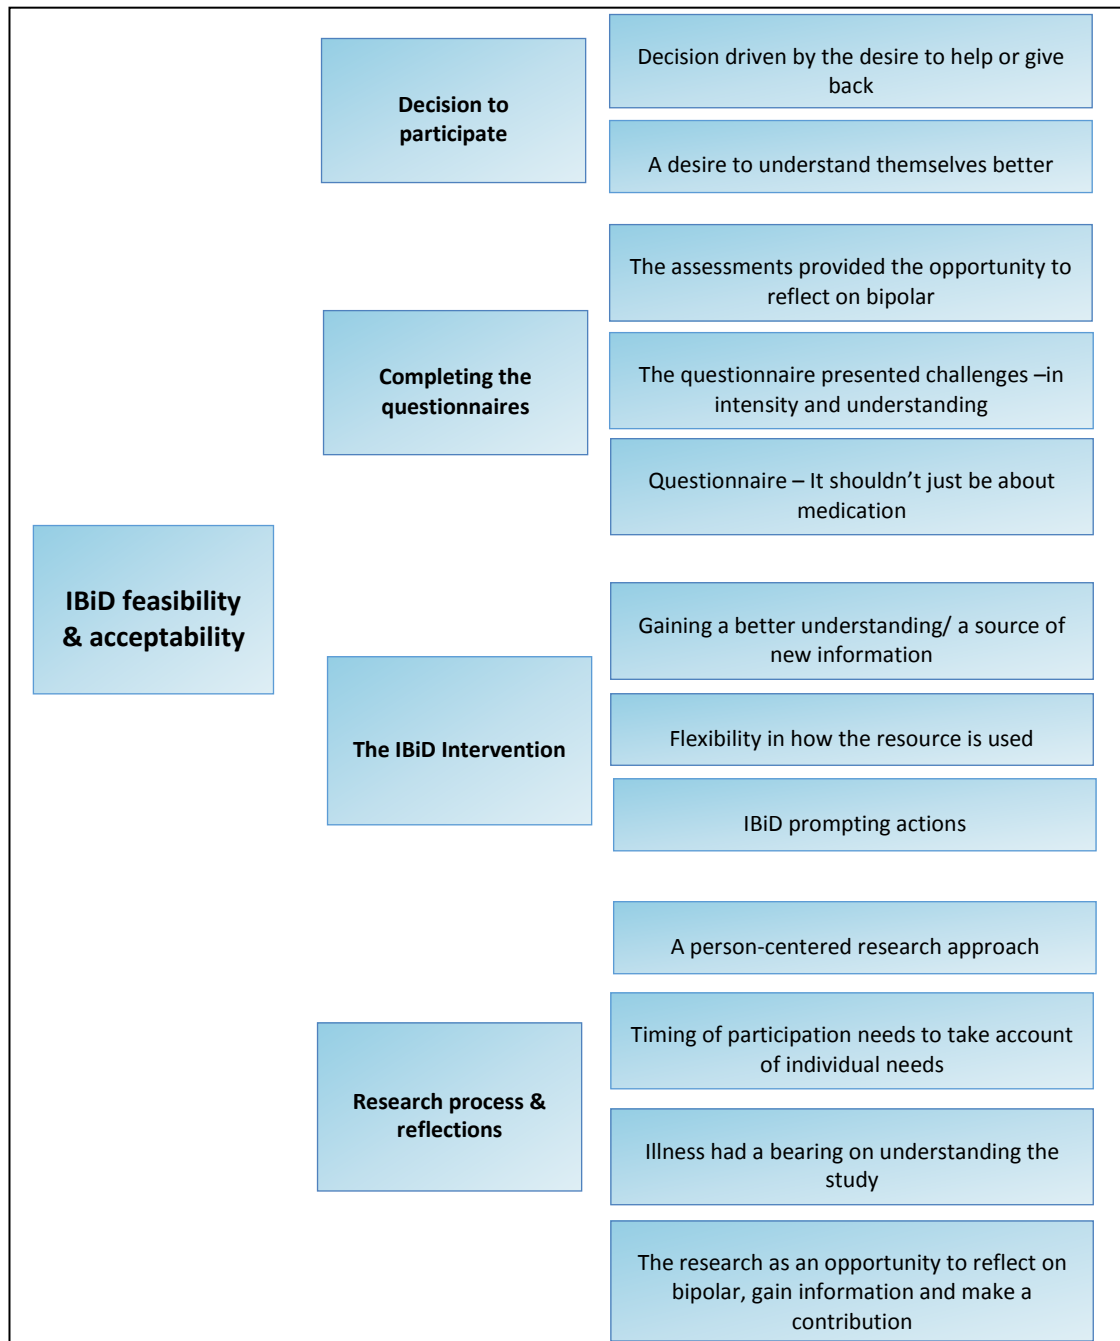 Decision to
participate
Decision driven by the desire to help or give
back
A desire to understand themselves better
Completing the
questionnaires
The assessments provided the opportunity to
reflect on bipolar
The questionnaire presented challenges –in
intensity and understanding
Questionnaire – It shouldn’t just be about
medication
IBiD feasibility
& acceptability
The IBiD Intervention
Gaining a better understanding/ a source of
new information
Flexibility in how the resource is used
IBiD prompting actions
Research process &
reflections
A person-centered research approach
Timing of participation needs to take account
of individual needs
Illness had a bearing on understanding the
study
The research as an opportunity to reflect on
bipolar, gain information and make a
contribution